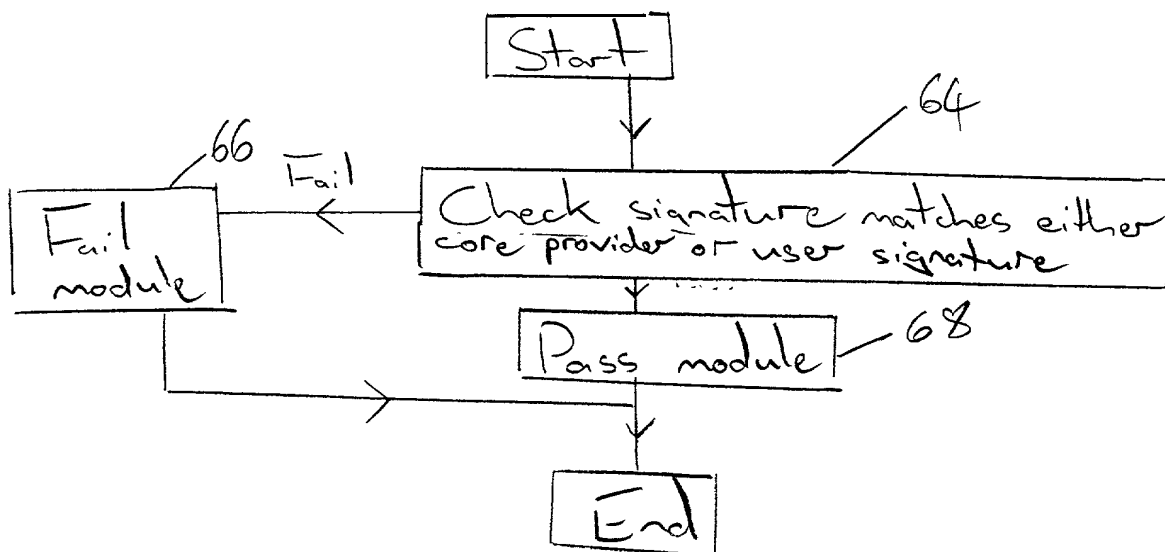 Start
64
66
Fail
Check signature matches either
core provider or user signature
Fail
module
Pass module
68
End